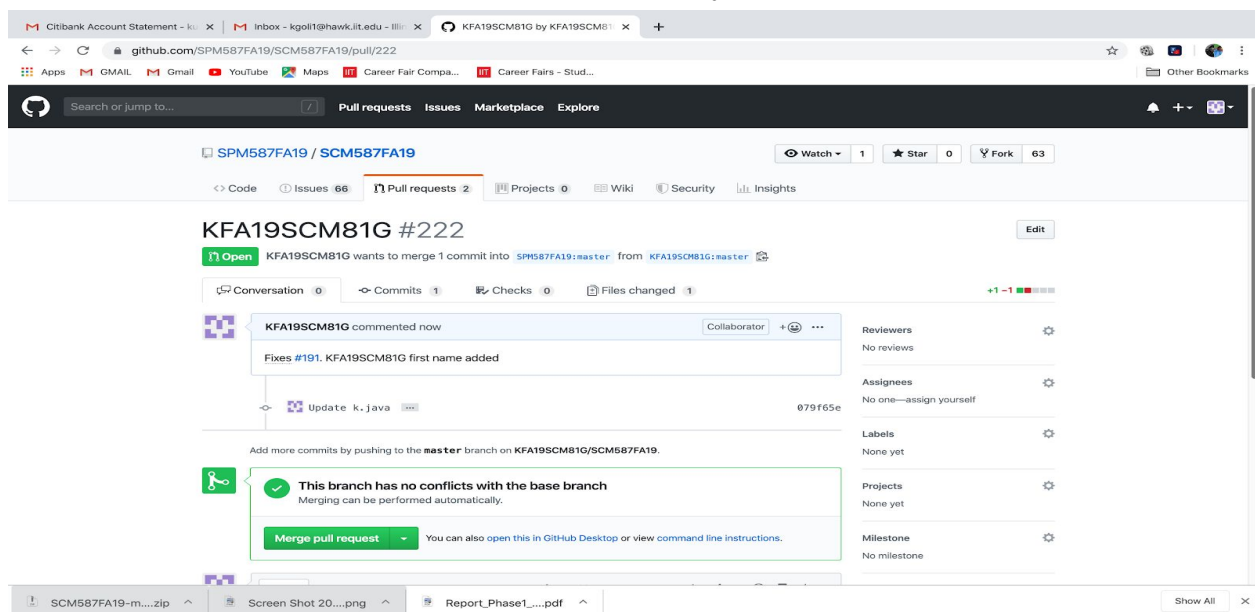 Citibank Account Statement - ku
Inbox - kgoli1@hawk.iit.edu - Illin
KFA19SCM81G by KFA19SCM81
github.com/SPM587FA19/SCM587FA19/pull/222
Apps GMAIL Gmail YouTube Maps Career Fair Compa... Career Fairs - Stud... Other Bookmarks
Search or jump to... / Pull requests Issues Marketplace Explore
SPM587FA19 / SCM587FA19 Watch 1 Star 0 Fork 63
Code Issues 66 Pull requests 2 Projects 0 Wiki Security Insights
KFA19SCM81G #222 Edit
Open KFA19SCM81G wants to merge 1 commit into SPM587FA19:master from KFA19SCM81G:master
Conversation 0 Commits 1 Checks 0 Files changed 1 +1 −1
KFA19SCM81G commented now Collaborator
Fixes #191. KFA19SCM81G first name added
Update k.java 079f65e
Add more commits by pushing to the master branch on KFA19SCM81G/SCM587FA19.
This branch has no conflicts with the base branch
Merging can be performed automatically.
Merge pull request You can also open this in GitHub Desktop or view command line instructions.
Reviewers
No reviews
Assignees
No one—assign yourself
Labels
None yet
Projects
None yet
Milestone
No milestone
SCM587FA19-m....zip Screen Shot 20....png Report_Phase1_....pdf Show All